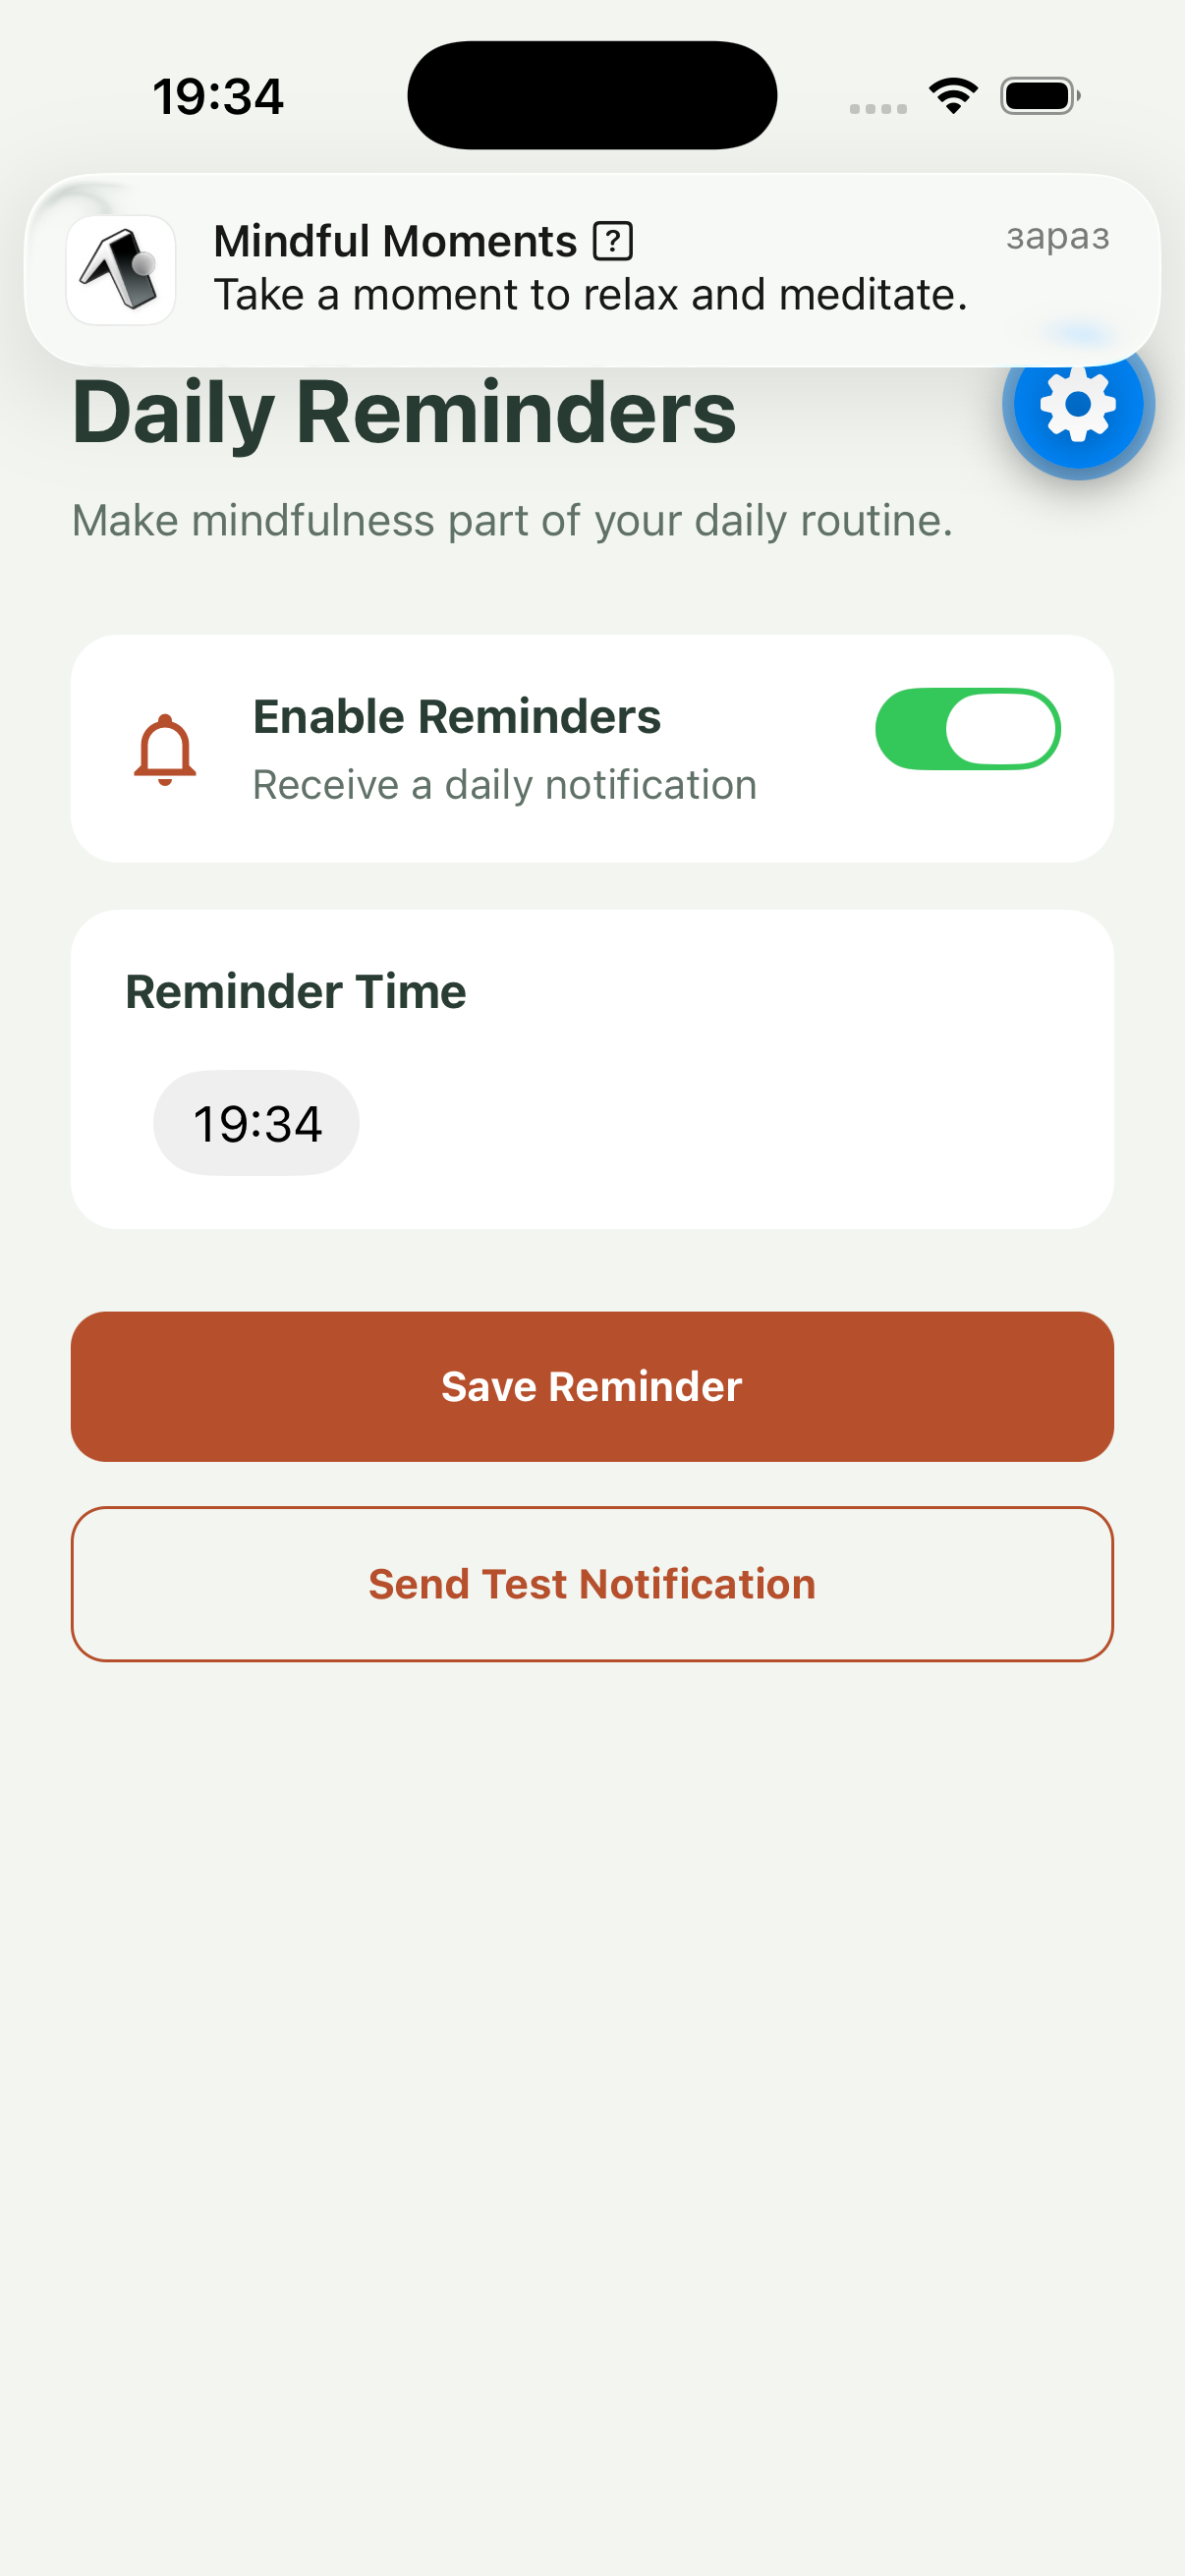 19:34
Mindful Moments
зараз
Take a moment to relax and meditate.
Daily Reminders
Make mindfulness part of your daily routine.
Enable Reminders
Receive a daily notification
Reminder Time
19:34
Save Reminder
Send Test Notification